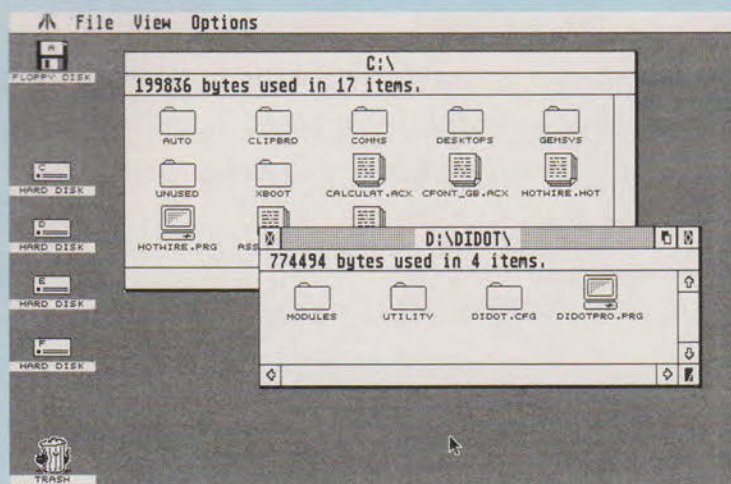 File View Options
A
FLOPPY DISK
C:\
199836 bytes used in 17 items.
AUTO CLIPBRD COMMS DESKTOPS GEMSYS
C
HARD DISK
UNUSED XBOOT CALCULAT.ACX CFONT_GB.ACX HOTWIRE.HOT
D
HARD DISK
HOTWIRE.PRG ASS
D:\DIDOT\
774494 bytes used in 4 items.
E
HARD DISK
MODULES UTILITY DIDOT.CFG DIDOTPRO.PRG
F
HARD DISK
TRASH